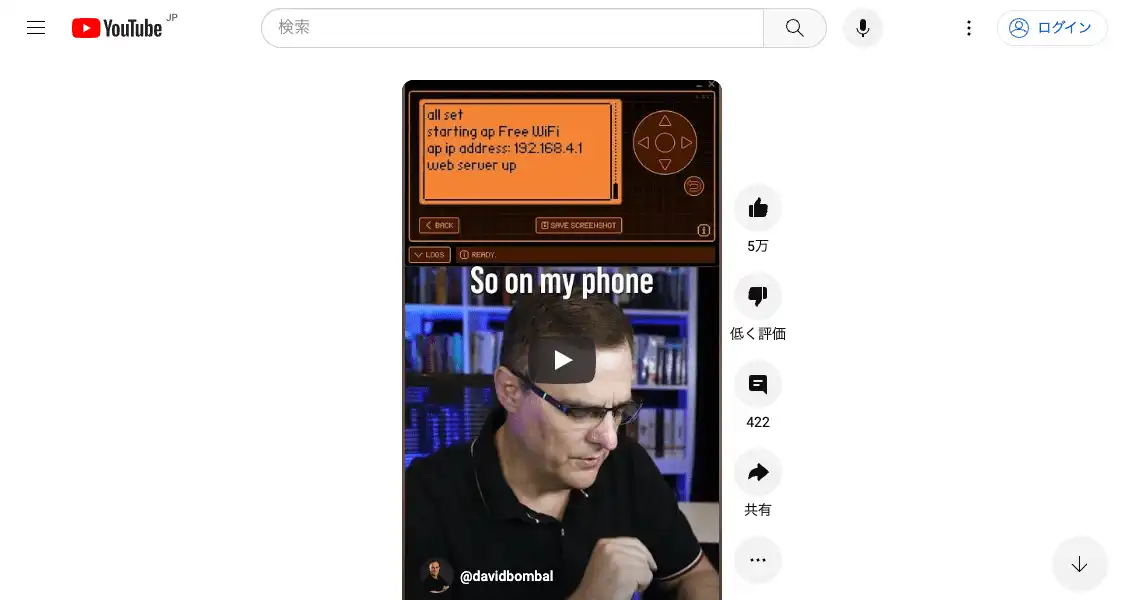 YouTube JP
検索
ログイン
all set
starting ap Free WiFi
ap ip address: 192.168.4.1
web server up
BACK
SAVE SCREENSHOT
LOGS
READY.
So on my phone
@davidbombal
5万
低く評価
422
共有